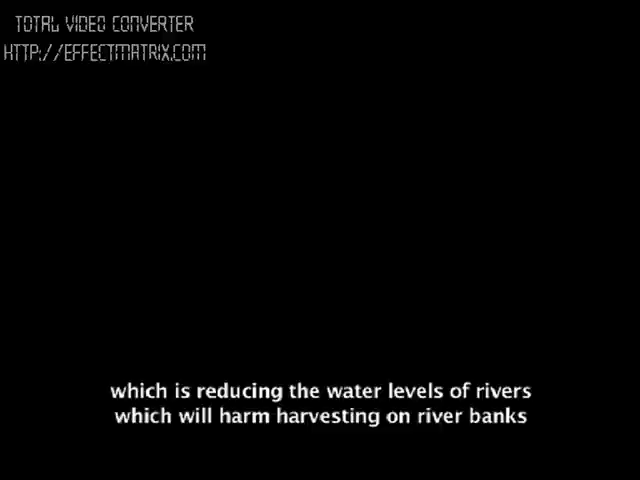 TOTAL VIDEO CONVERTER
HTTP://EFFECTMATRIX.COM
which is reducing the water levels of rivers
which will harm harvesting on river banks